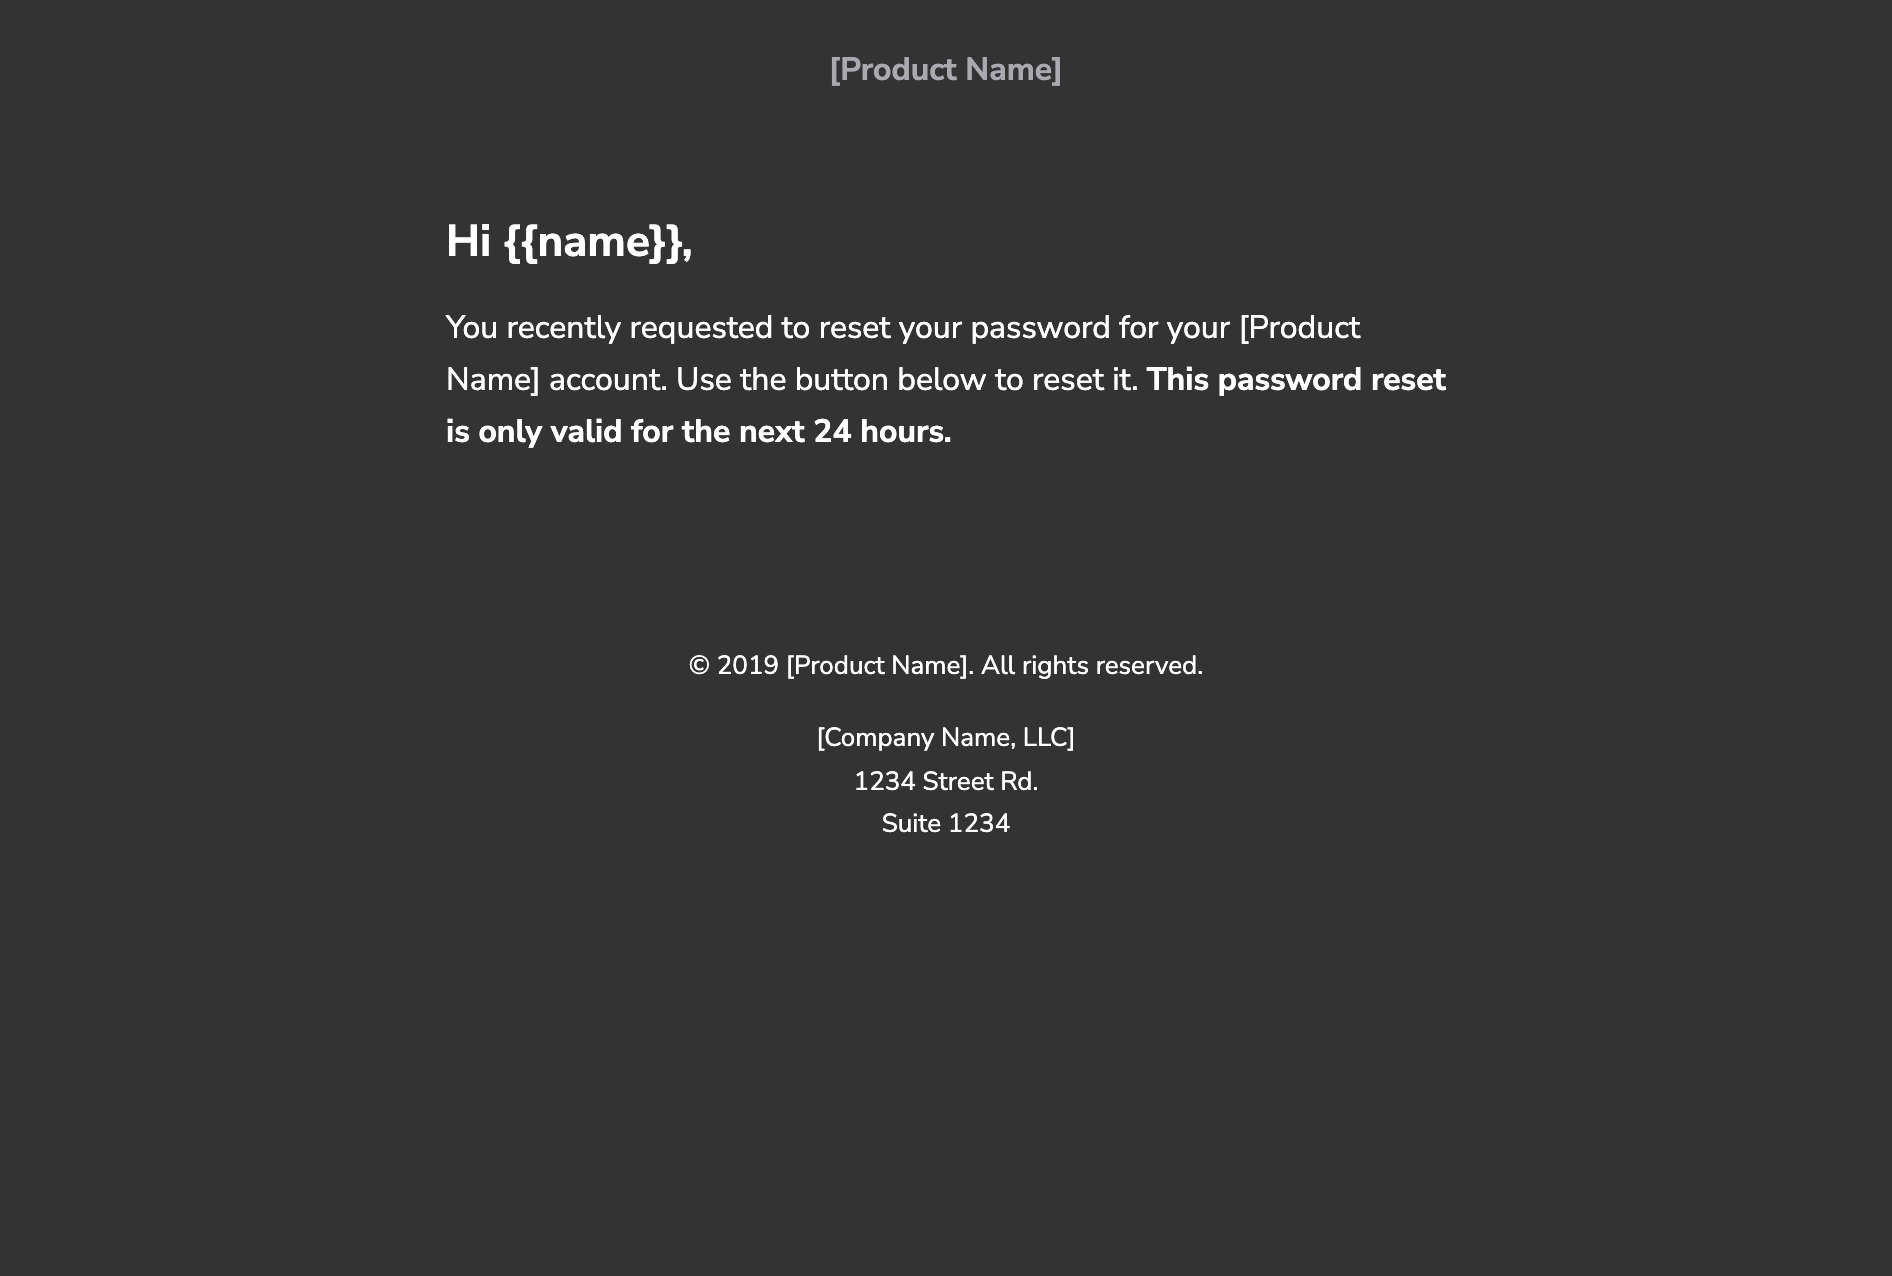 [Product Name]
Hi {{name}},
You recently requested to reset your password for your [Product
Name] account. Use the button below to reset it. This password reset
is only valid for the next 24 hours.
© 2019 [Product Name]. All rights reserved.
[Company Name, LLC]
1234 Street Rd.
Suite 1234